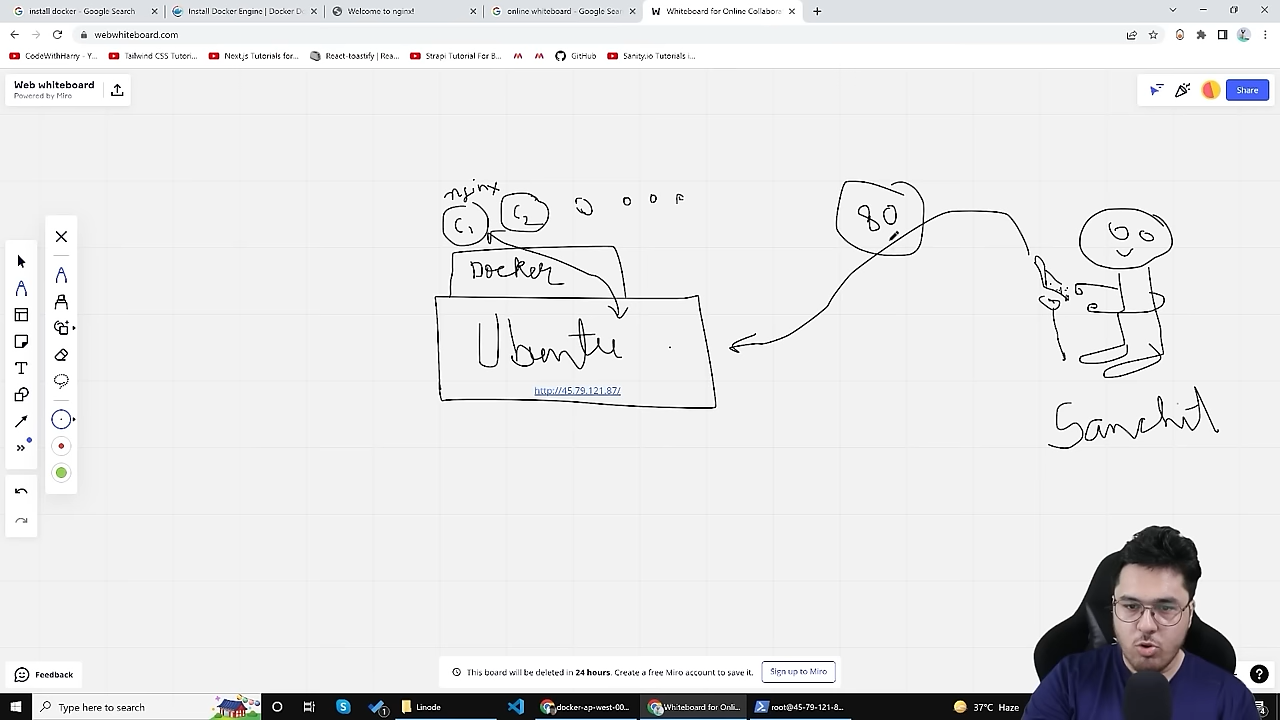 install docker - Google Search
Install Docker Engine | Docker D
Welcome to nginx!
online whiteboard - Google Sear
Whiteboard for Online Collabora
webwhiteboard.com
CodeWithHarry - Y...
Tailwind CSS Tutori...
Next.js Tutorials for...
React-toastify | Rea...
Strapi Tutorial For B...
GitHub
Sanity.io Tutorials i...
Web whiteboard
Powered by Miro
Share
nginx
C1
C2
80
Docker
Ubuntu
http://45.79.121.87/
Sanchit
This board will be deleted in 24 hours. Create a free Miro account to save it.
Sign up to Miro
Feedback
Type here to search
Linode
docker-ap-west-00...
Whiteboard for Onli...
root@45-79-121-8...
37°C Haze